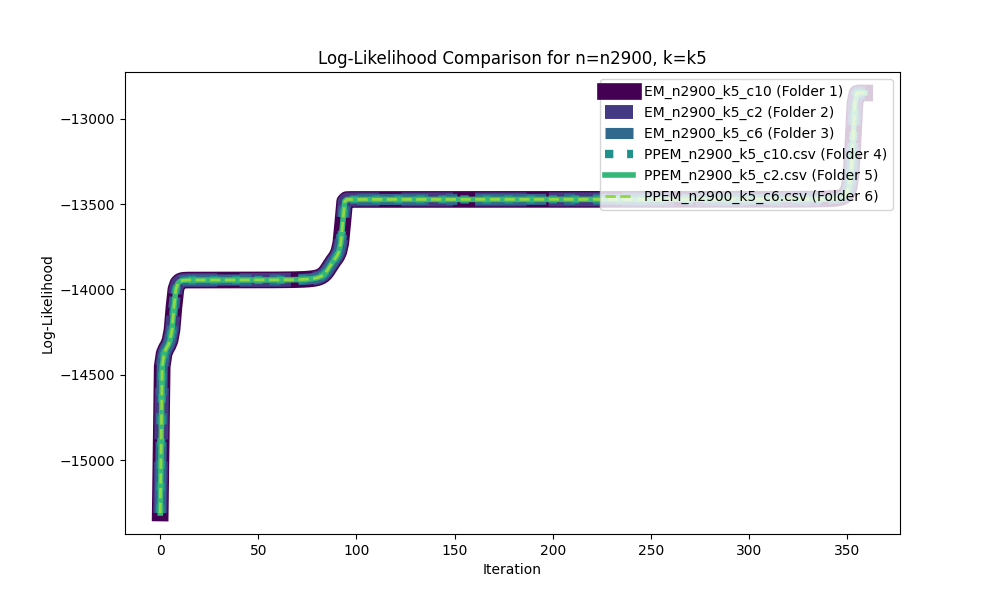 Log-Likelihood Comparison for n=n2900, k=k5
EM_n2900_k5_c10 (Folder 1)
EM_n2900_k5_c2 (Folder 2)
EM_n2900_k5_c6 (Folder 3)
PPEM_n2900_k5_c10.csv (Folder 4)
PPEM_n2900_k5_c2.csv (Folder 5)
PPEM_n2900_k5_c6.csv (Folder 6)
Log-Likelihood
−13000
−13500
−14000
−14500
−15000
0 50 100 150 200 250 300 350
Iteration